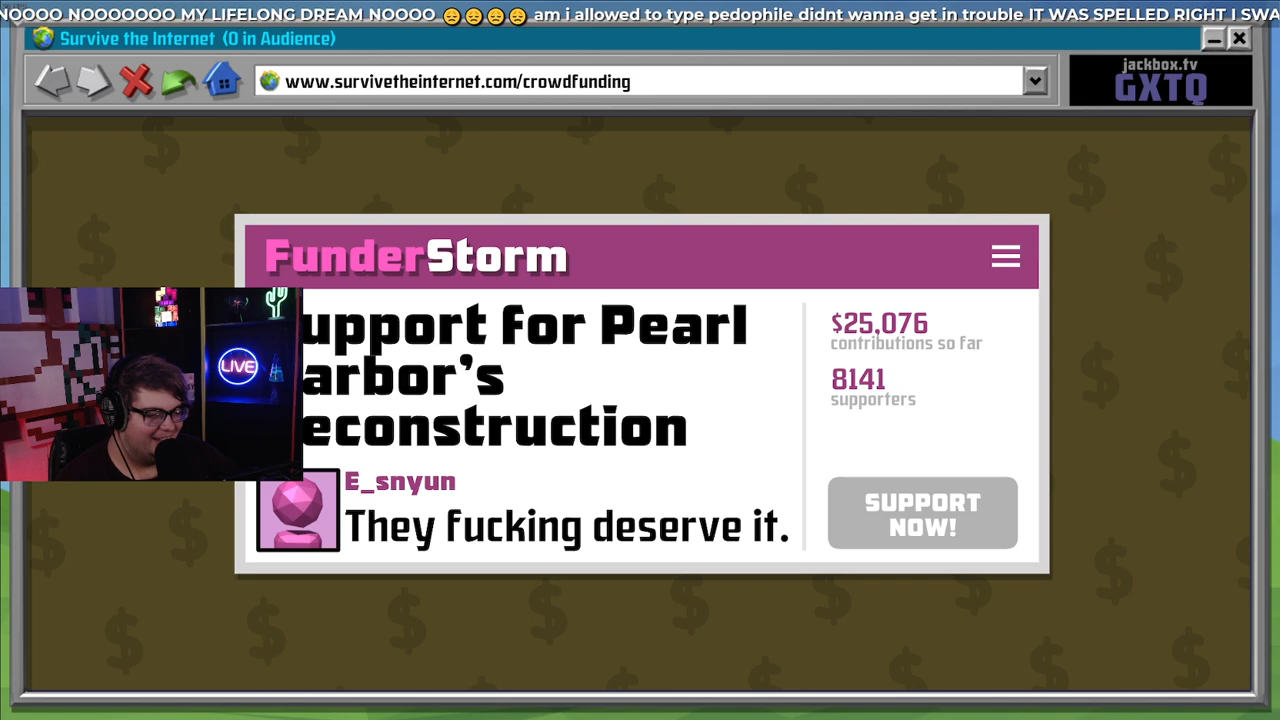 NOOOO NOOOOOOO MY LIFELONG DREAM NOOOO 😔😔😔😔 am i allowed to type pedophile didnt wanna get in trouble IT WAS SPELLED RIGHT I SWA
Survive the Internet (0 in Audience)
www.survivetheinternet.com/crowdfunding
jackbox.tv
GXTQ
FunderStorm
upport for Pearl
arbor's
econstruction
$25,076
contributions so far
8141
supporters
LIVE
E_snyun
They fucking deserve it.
SUPPORT
NOW!